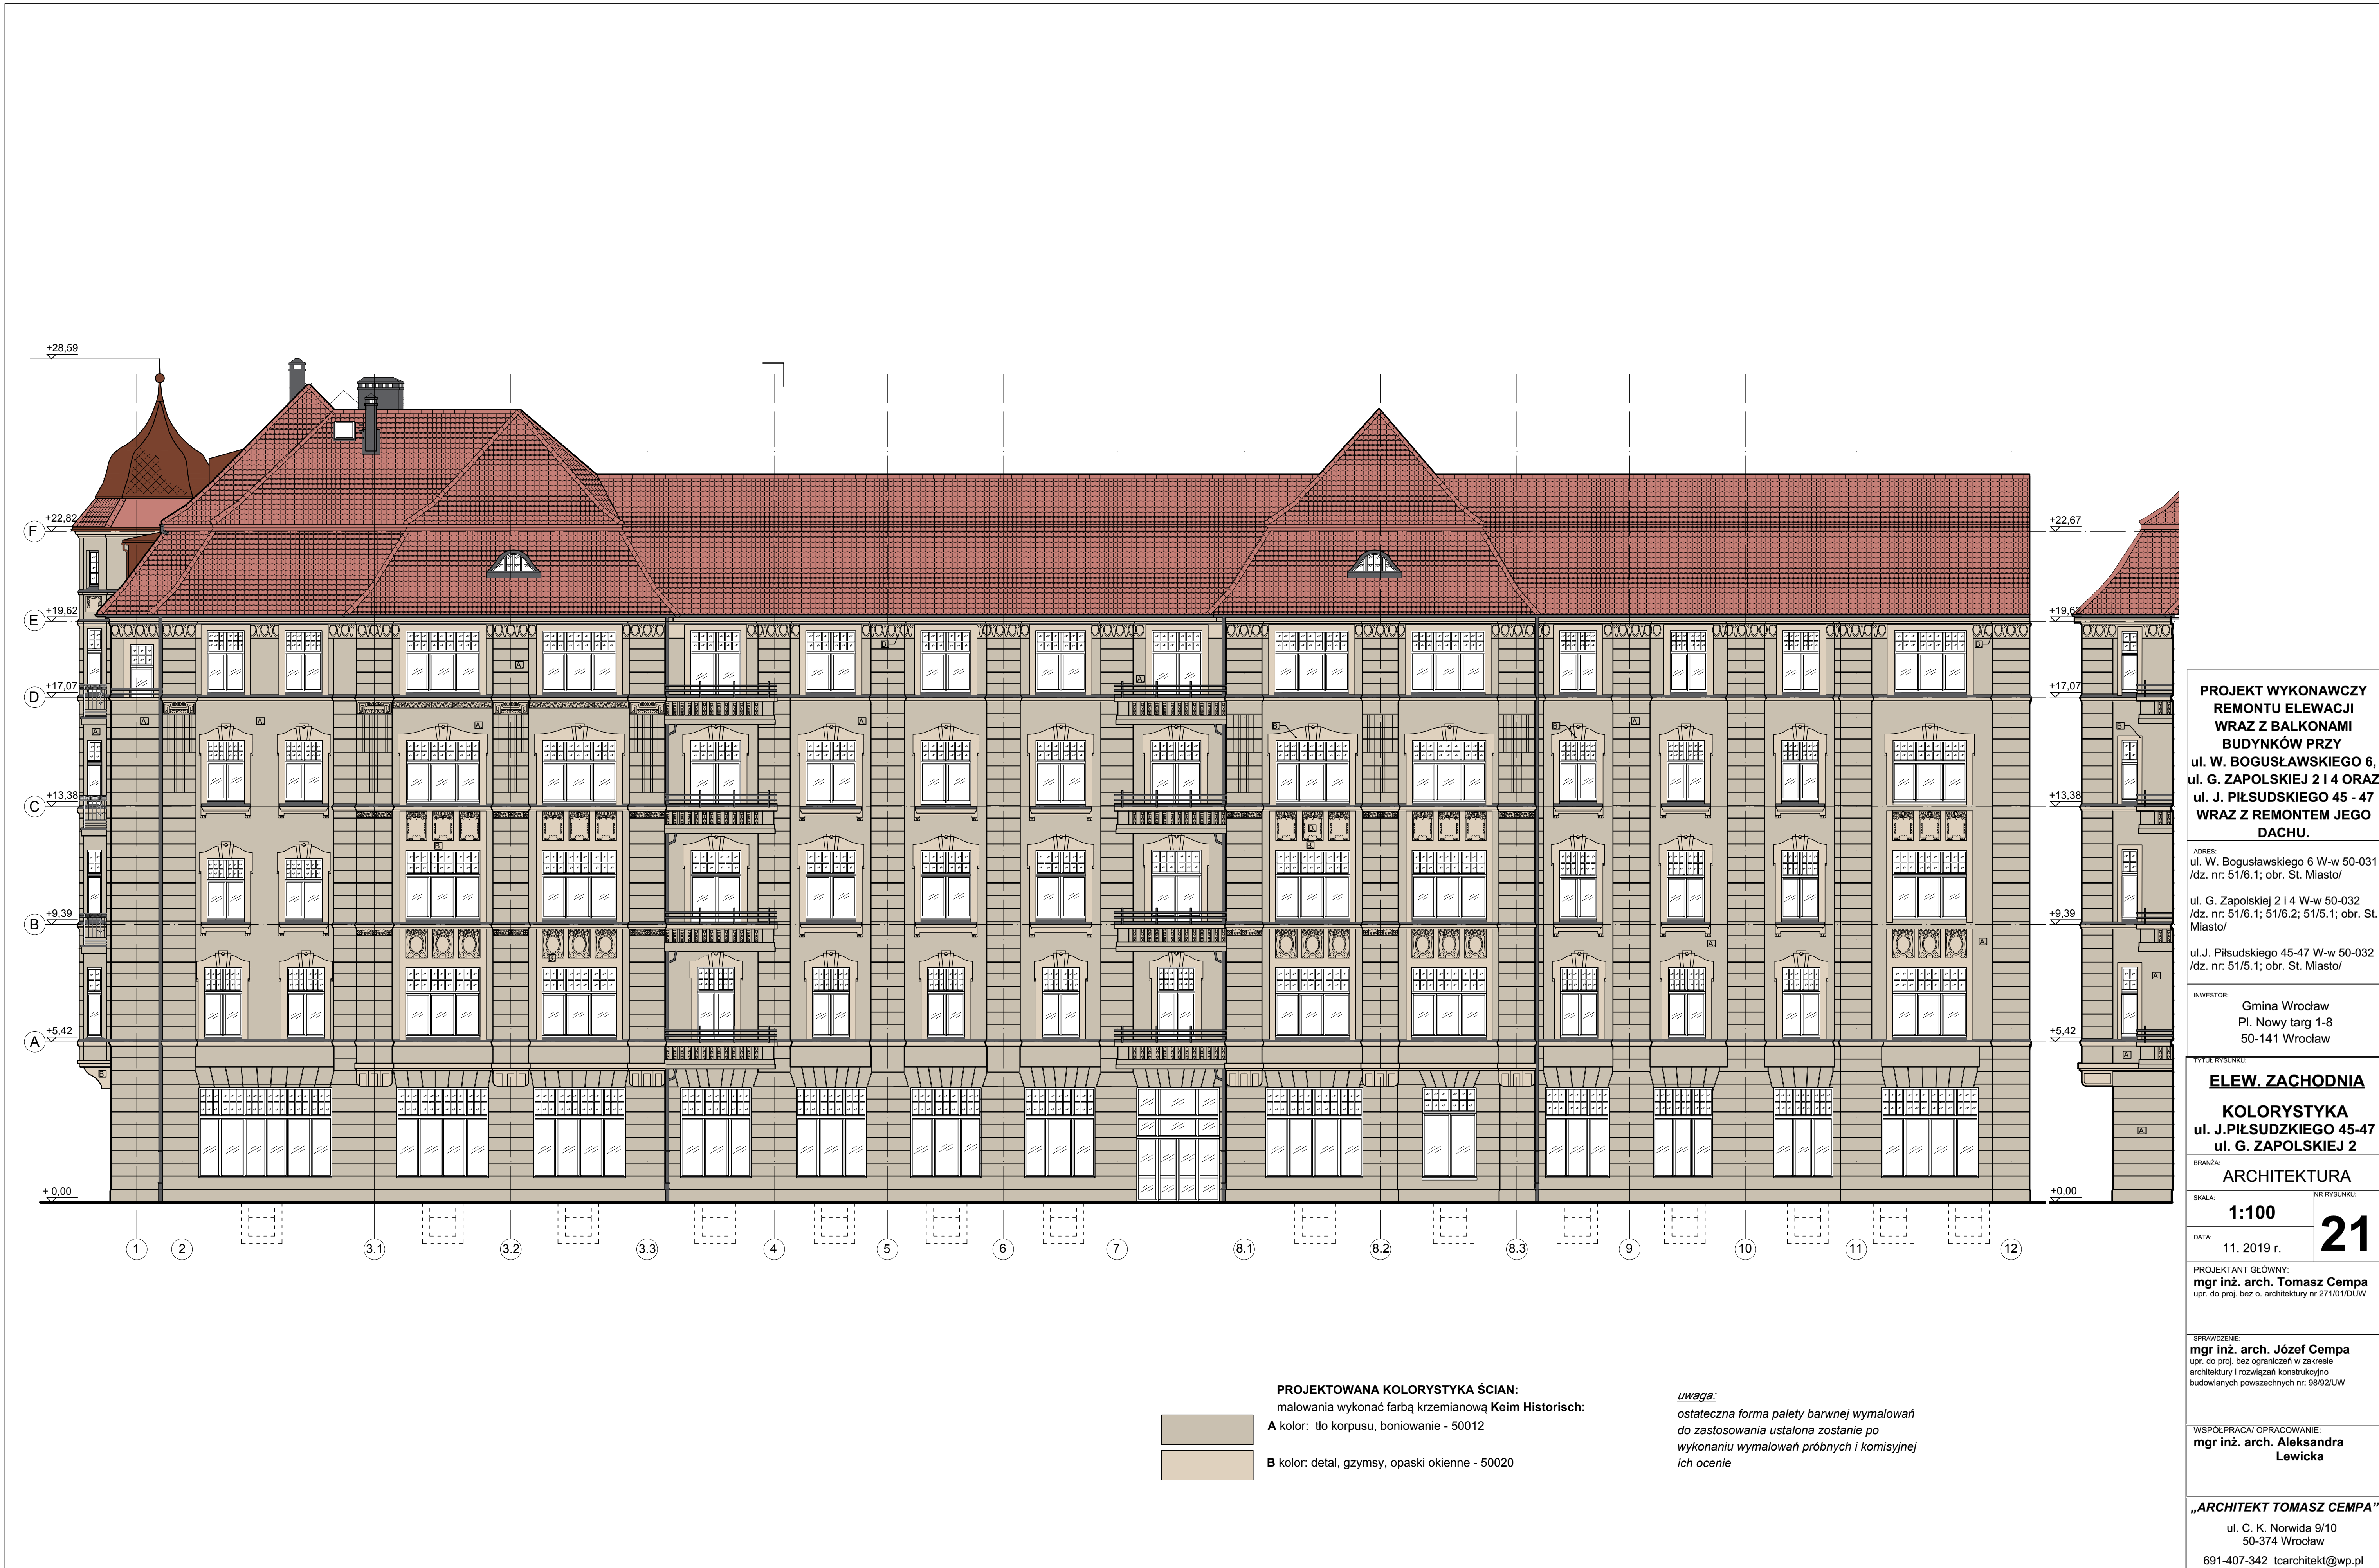 +28,59
F
+22,82
+22,67
E
+19,62
+19,62
D
+17,07
+17,07
C
+13,38
+13,38
B
+9,39
+9,39
A
+5,42
+5,42
+ 0,00
+0,00
A
A
A
A
A
A
A
A
A
A
A
A
A
A
B
B
B
B
B
B
B
B
B
B
1
2
3.1
3.2
3.3
4
5
6
7
8.1
8.2
8.3
9
10
11
12
PROJEKTOWANA KOLORYSTYKA ŚCIAN:
malowania wykonać farbą krzemianową Keim Historisch:
A kolor: tło korpusu, boniowanie - 50012
B kolor: detal, gzymsy, opaski okienne - 50020
uwaga:
ostateczna forma palety barwnej wymalowań
do zastosowania ustalona zostanie po
wykonaniu wymalowań próbnych i komisyjnej
ich ocenie
PROJEKT WYKONAWCZY
REMONTU ELEWACJI
WRAZ Z BALKONAMI
BUDYNKÓW PRZY
ul. W. BOGUSŁAWSKIEGO 6,
ul. G. ZAPOLSKIEJ 2 I 4 ORAZ
ul. J. PIŁSUDSKIEGO 45 - 47
WRAZ Z REMONTEM JEGO
DACHU.
ADRES:
ul. W. Bogusławskiego 6 W-w 50-031
/dz. nr: 51/6.1; obr. St. Miasto/
ul. G. Zapolskiej 2 i 4 W-w 50-032
/dz. nr: 51/6.1; 51/6.2; 51/5.1; obr. St.
Miasto/
ul.J. Piłsudskiego 45-47 W-w 50-032
/dz. nr: 51/5.1; obr. St. Miasto/
INWESTOR:
Gmina Wrocław
Pl. Nowy targ 1-8
50-141 Wrocław
TYTUŁ RYSUNKU:
ELEW. ZACHODNIA
KOLORYSTYKA
ul. J.PIŁSUDZKIEGO 45-47
ul. G. ZAPOLSKIEJ 2
BRANŻA:
ARCHITEKTURA
SKALA:
1:100
NR RYSUNKU:
21
DATA:
11. 2019 r.
PROJEKTANT GŁÓWNY:
mgr inż. arch. Tomasz Cempa
upr. do proj. bez o. architektury nr 271/01/DUW
SPRAWDZENIE:
mgr inż. arch. Józef Cempa
upr. do proj. bez ograniczeń w zakresie
architektury i rozwiązań konstrukcyjno
budowlanych powszechnych nr: 98/92/UW
WSPÓŁPRACA/ OPRACOWANIE:
mgr inż. arch. Aleksandra
Lewicka
„ARCHITEKT TOMASZ CEMPA”
ul. C. K. Norwida 9/10
50-374 Wrocław
691-407-342 tcarchitekt@wp.pl